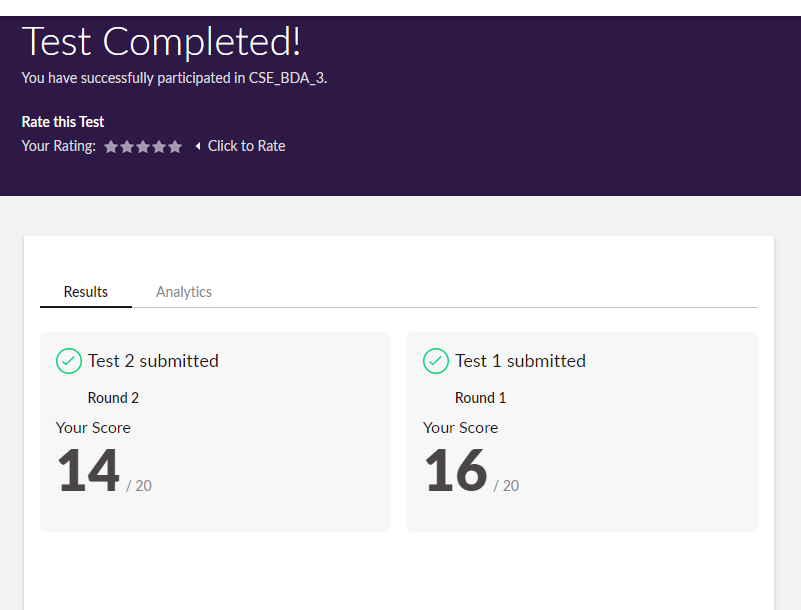 Test Completed!
You have successfully participated in CSE_BDA_3.
Rate this Test
Your Rating: Click to Rate
Results Analytics
Test 2 submitted
Round 2
Your Score
14 / 20
Test 1 submitted
Round 1
Your Score
16 / 20